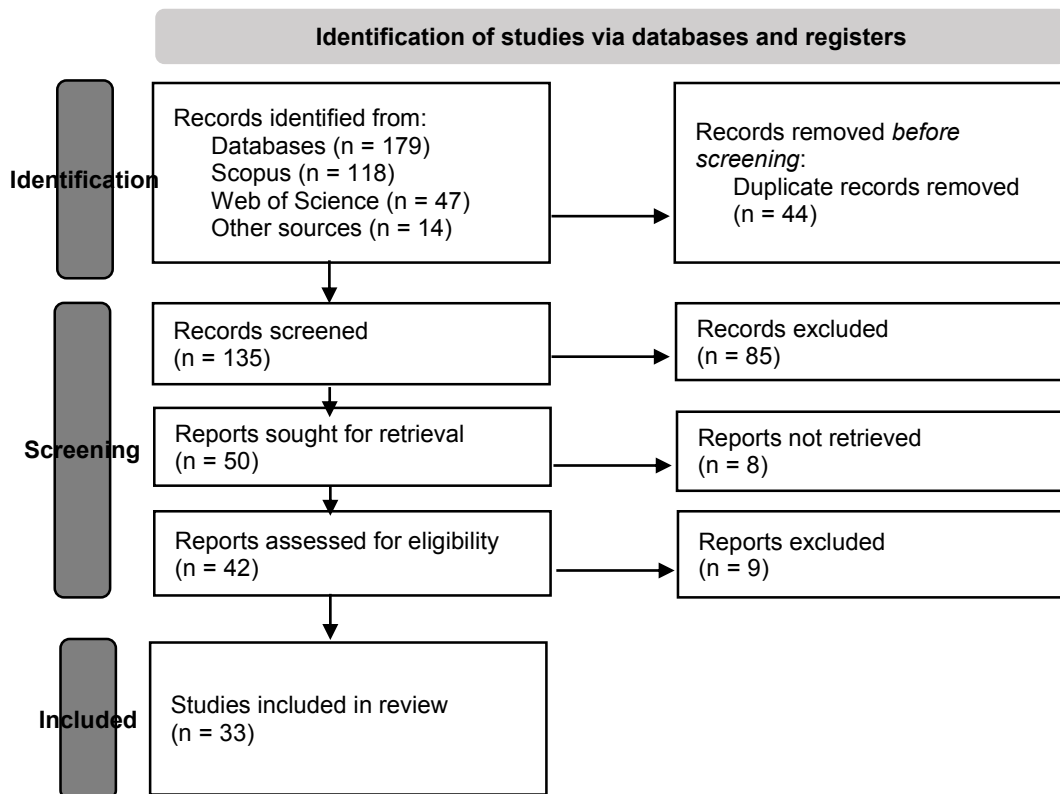 Identification of studies via databases and registers
Identification
Records identified from:
Databases (n = 179)
Scopus (n = 118)
Web of Science (n = 47)
Other sources (n = 14)
Records removed before
screening:
Duplicate records removed
(n = 44)
Screening
Records screened
(n = 135)
Records excluded
(n = 85)
Reports sought for retrieval
(n = 50)
Reports not retrieved
(n = 8)
Reports assessed for eligibility
(n = 42)
Reports excluded
(n = 9)
Included
Studies included in review
(n = 33)